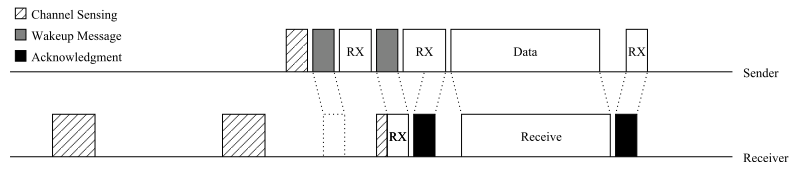 Channel Sensing
Wakeup Message
Acknowledgment
RX
RX
Data
RX
Sender
RX
Receive
Receiver